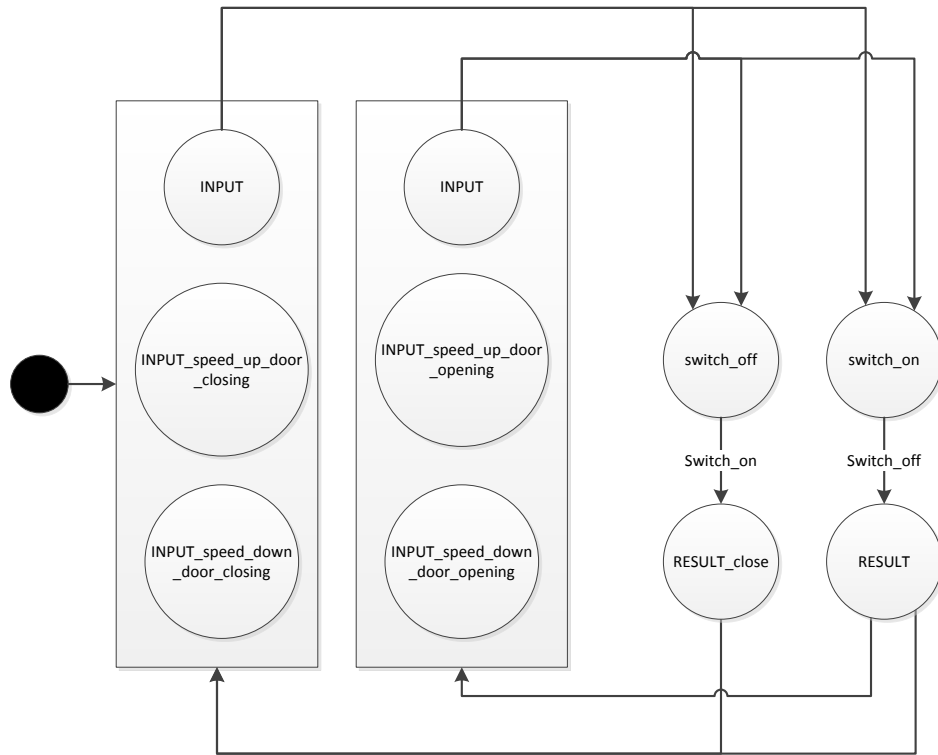 INPUT
INPUT
INPUT_speed_up_door
_closing
INPUT_speed_up_door
_opening
switch_off
switch_on
Switch_on
Switch_off
INPUT_speed_down
_door_closing
INPUT_speed_down
_door_opening
RESULT_close
RESULT